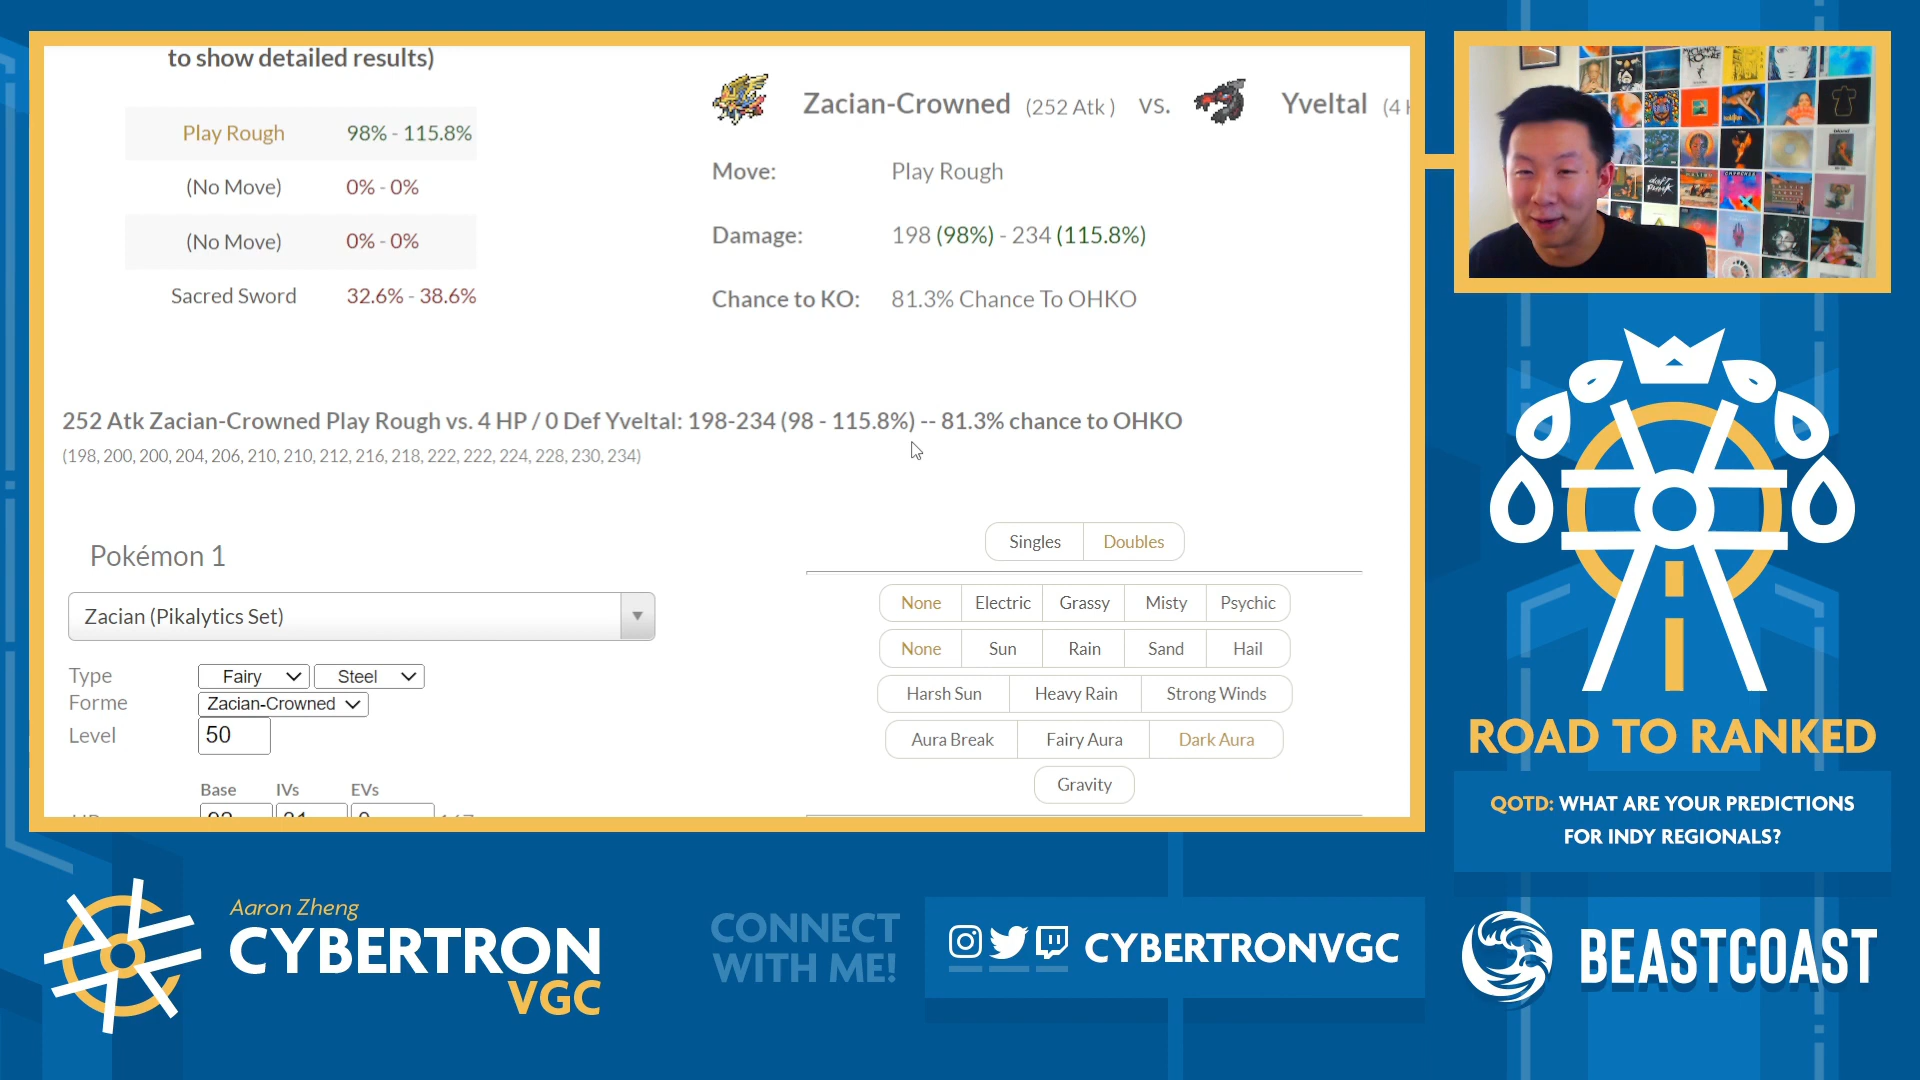 to show detailed results)
Play Rough 98% - 115.8%
(No Move) 0% - 0%
(No Move) 0% - 0%
Sacred Sword 32.6% - 38.6%
Zacian-Crowned (252 Atk ) VS. Yveltal (4
Move: Play Rough
Damage: 198 (98%) - 234 (115.8%)
Chance to KO: 81.3% Chance To OHKO
252 Atk Zacian-Crowned Play Rough vs. 4 HP / 0 Def Yveltal: 198-234 (98 - 115.8%) -- 81.3% chance to OHKO
(198, 200, 200, 204, 206, 210, 210, 212, 216, 218, 222, 222, 224, 228, 230, 234)
Pokémon 1
Zacian (Pikalytics Set)
Type Fairy Steel
Forme Zacian-Crowned
Level 50
Base IVs EVs
Singles Doubles
None Electric Grassy Misty Psychic
None Sun Rain Sand Hail
Harsh Sun Heavy Rain Strong Winds
Aura Break Fairy Aura Dark Aura
Gravity
ROAD TO RANKED
QOTD: WHAT ARE YOUR PREDICTIONS
FOR INDY REGIONALS?
Aaron Zheng
CYBERTRON
VGC
CONNECT
WITH ME!
CYBERTRONVGC
BEASTCOAST